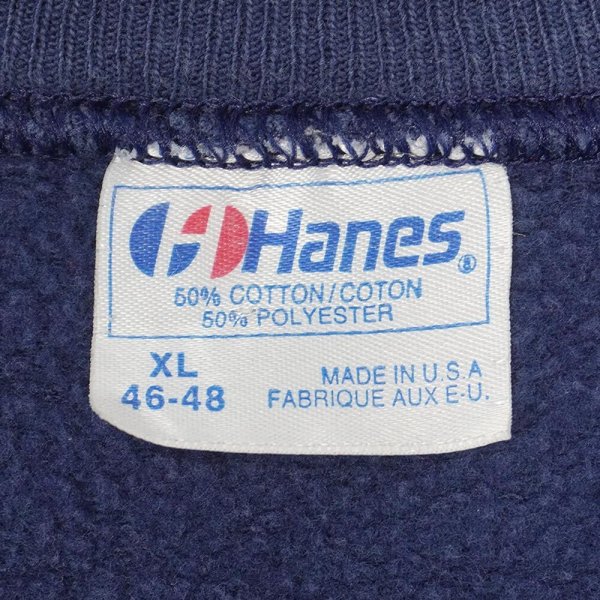 Hanes®
50% COTTON/COTON
50% POLYESTER
XL
46-48
MADE IN U.S.A
FABRIQUE AUX E.-U.